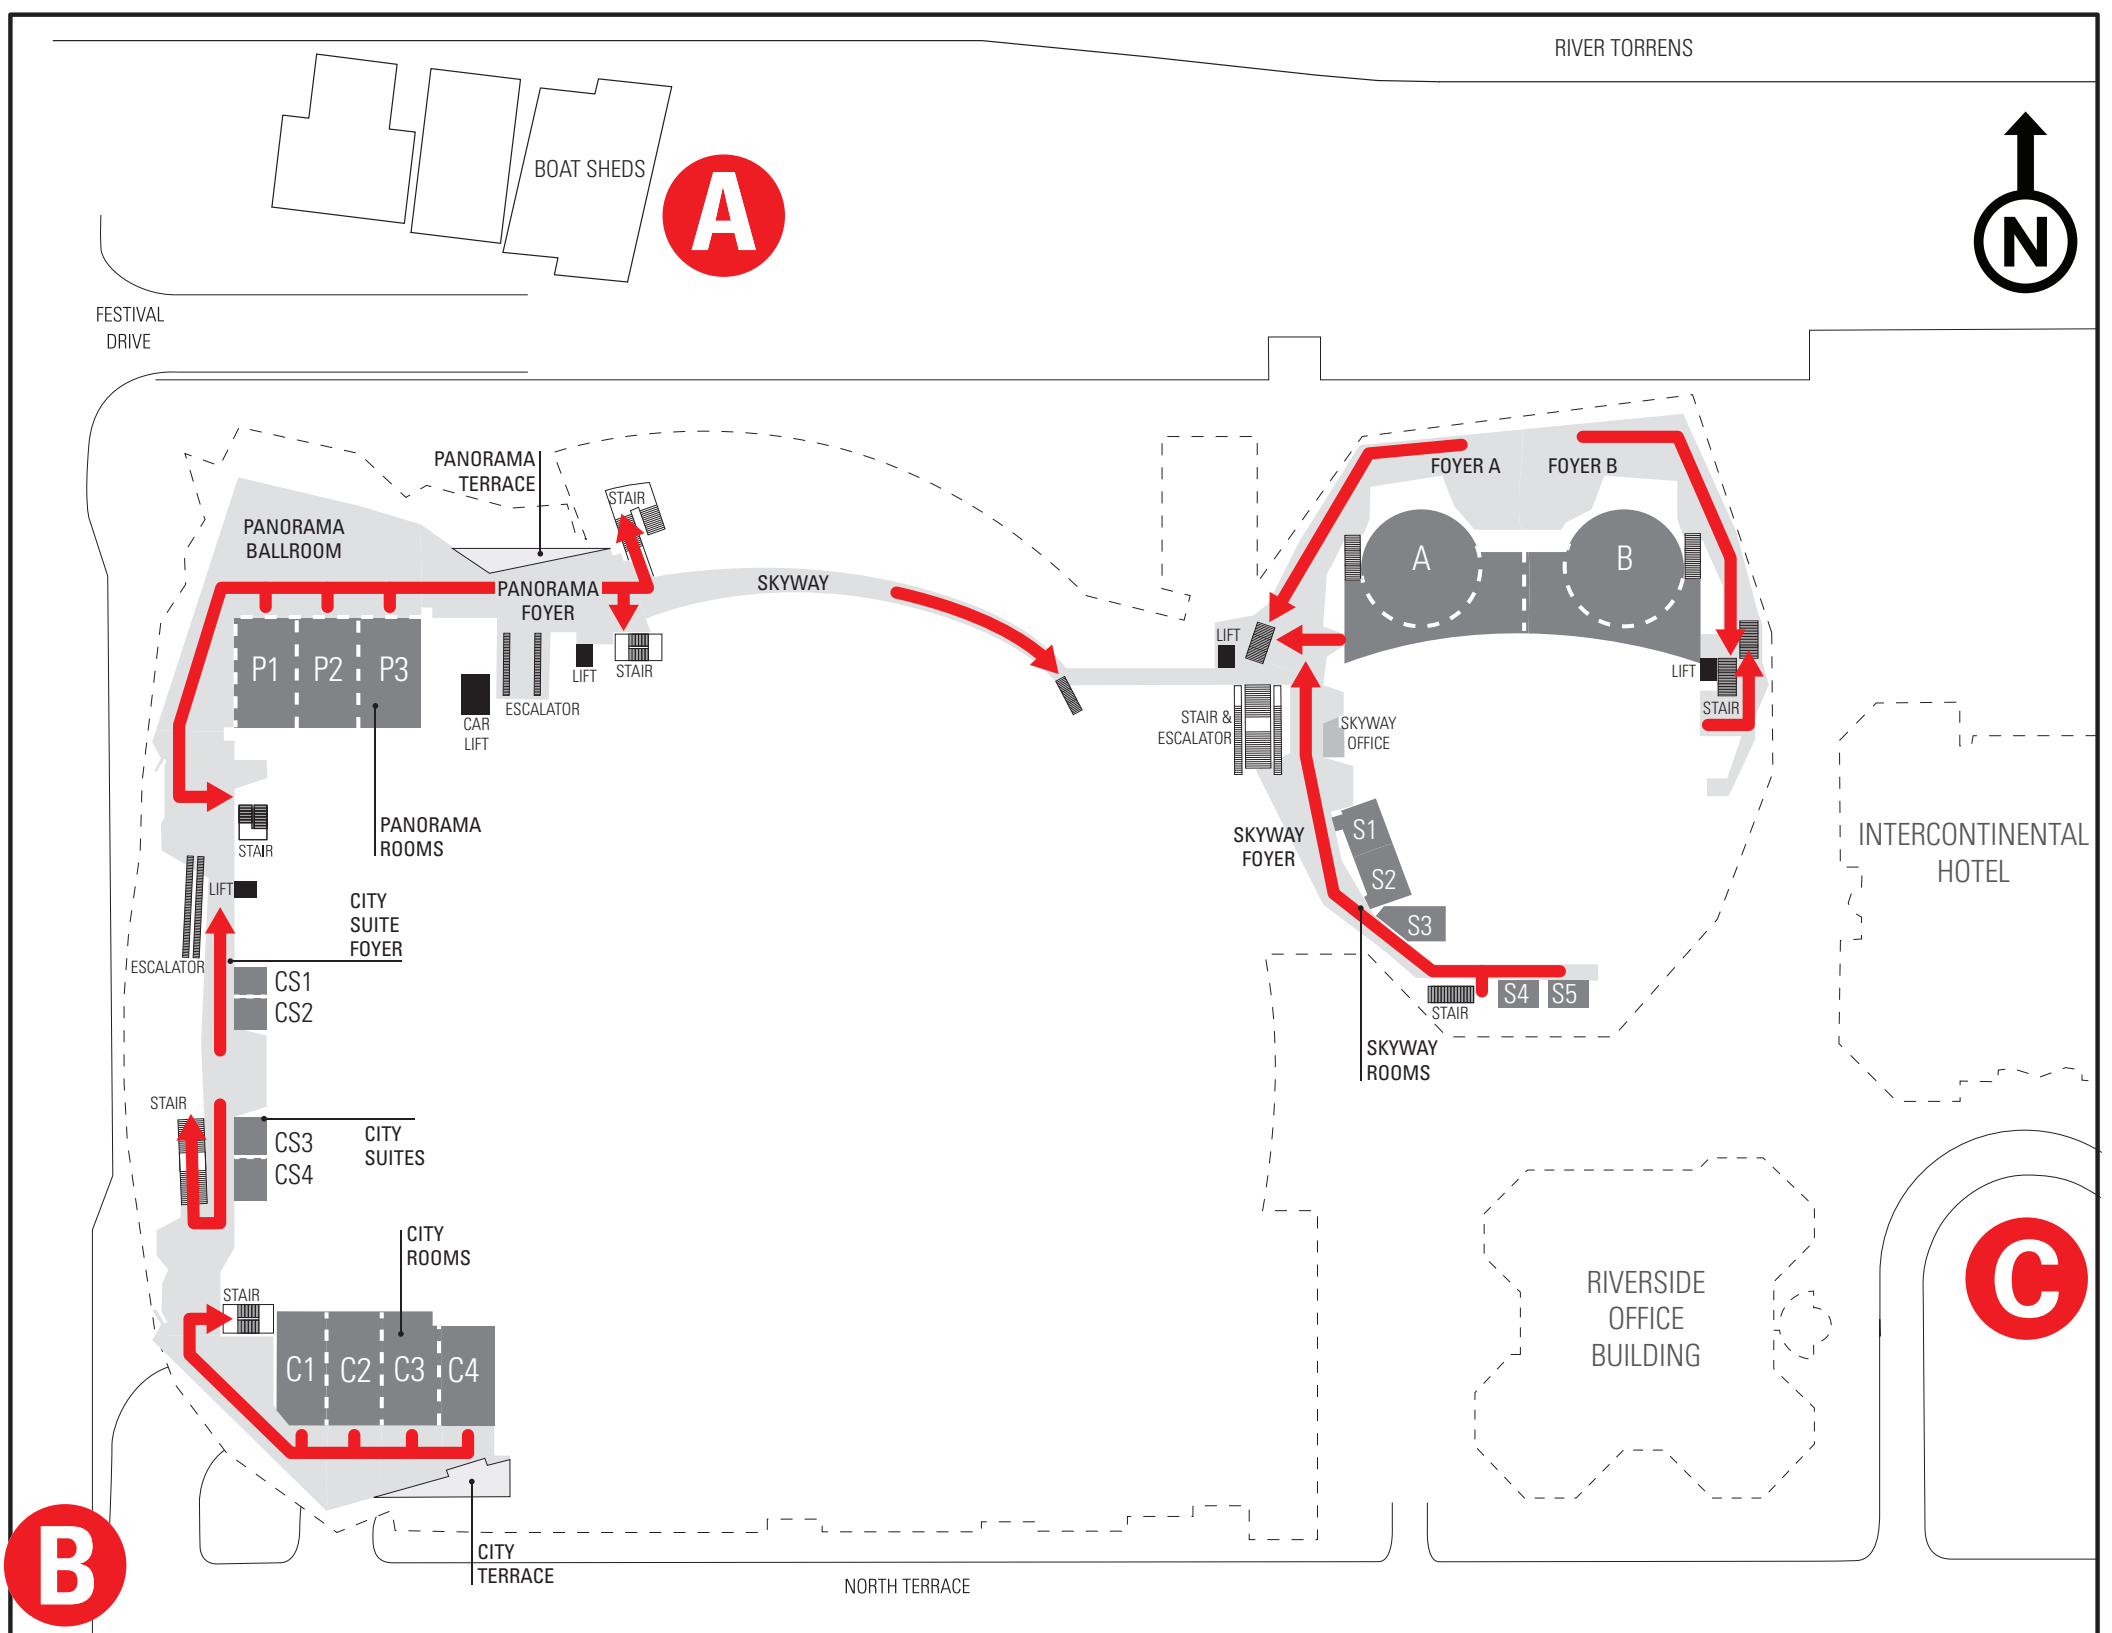 RIVER TORRENS
BOAT SHEDS
A
N
FESTIVAL
DRIVE
PANORAMA
TERRACE
STAIR
PANORAMA
BALLROOM
FOYER A
FOYER B
A
B
PANORAMA
FOYER
SKYWAY
P1
P2
P3
LIFT
STAIR
CAR
LIFT
ESCALATOR
LIFT
STAIR &
ESCALATOR
SKYWAY
OFFICE
LIFT
STAIR
PANORAMA
ROOMS
STAIR
LIFT
ESCALATOR
CITY
SUITE
FOYER
SKYWAY
FOYER
S1
S2
S3
S4
S5
STAIR
SKYWAY
ROOMS
INTERCONTINENTAL
HOTEL
CS1
CS2
STAIR
CS3
CS4
CITY
SUITES
CITY
ROOMS
STAIR
C1
C2
C3
C4
RIVERSIDE
OFFICE
BUILDING
C
B
CITY
TERRACE
NORTH TERRACE